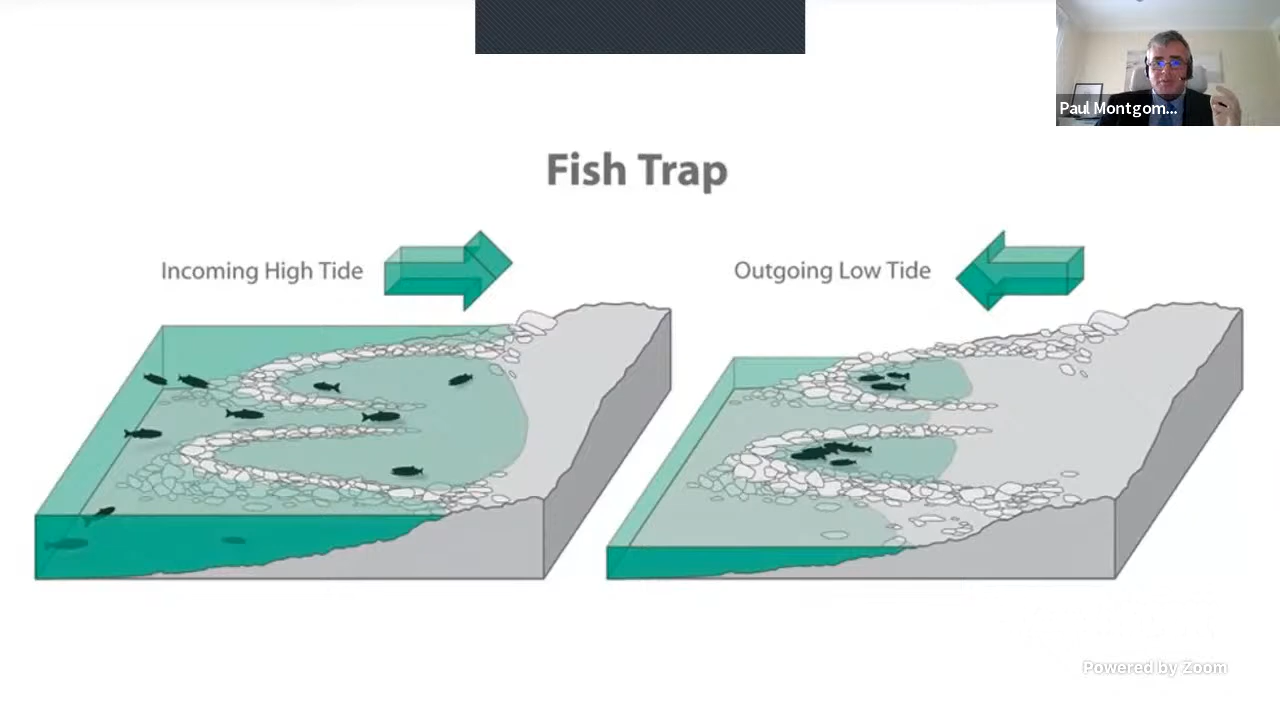 Paul Montgom...
Fish Trap
Incoming High Tide
Outgoing Low Tide
Powered by Zoom